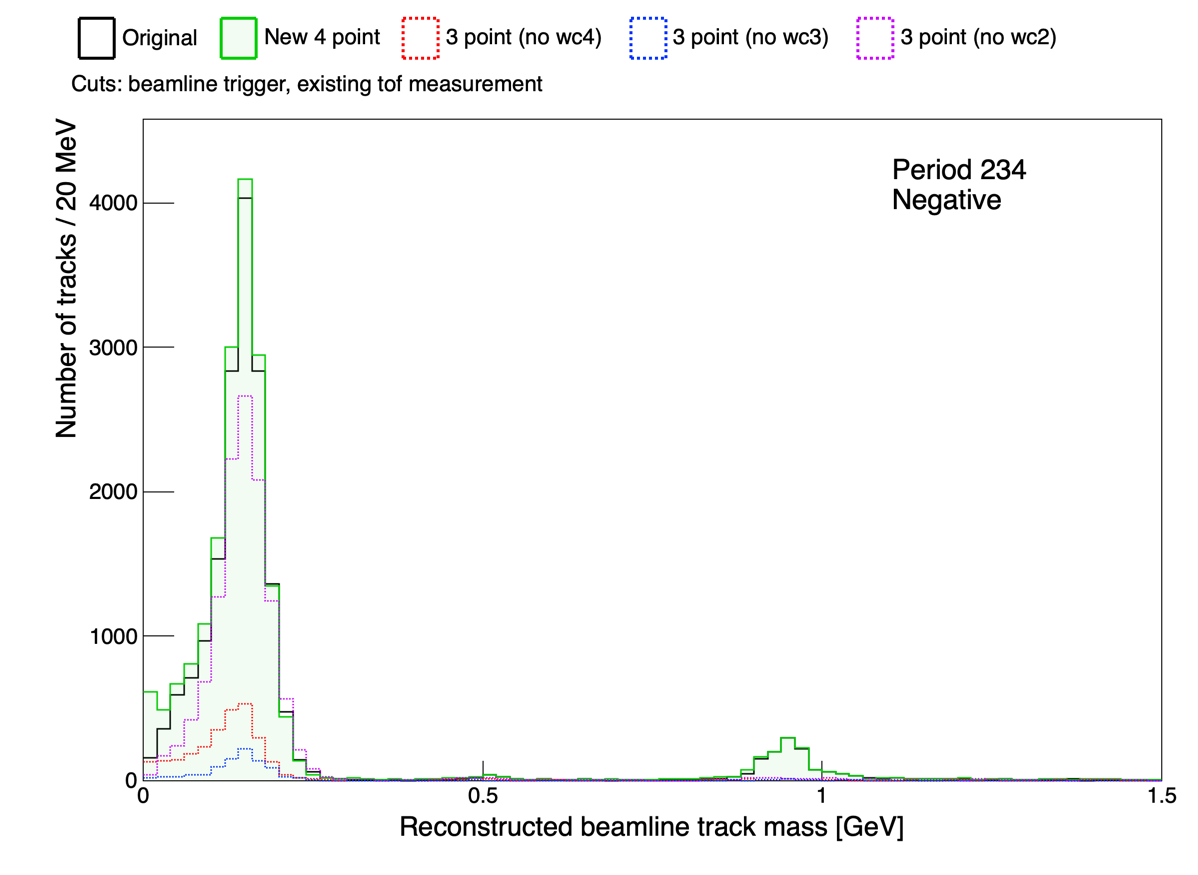 Original New 4 point 3 point (no wc4) 3 point (no wc3) 3 point (no wc2)
Cuts: beamline trigger, existing tof measurement
Number of tracks / 20 MeV
Period 234
Negative
4000
3000
2000
1000
0
0 0.5 1 1.5
Reconstructed beamline track mass [GeV]